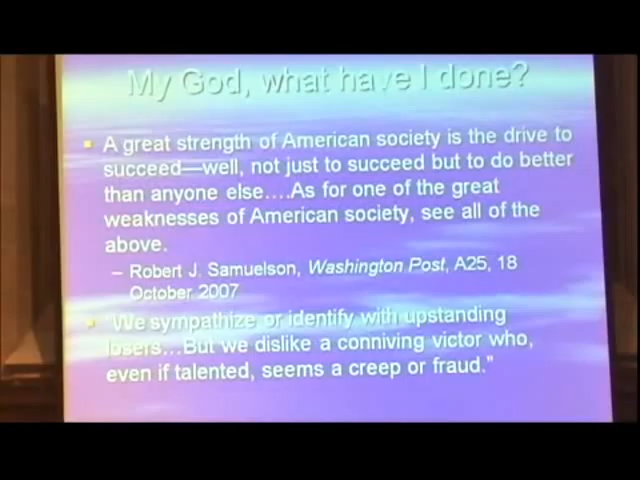 My God, what have I done?
A great strength of American society is the drive to
succeed—well, not just to succeed but to do better
than anyone else....As for one of the great
weaknesses of American society, see all of the
above.
– Robert J. Samuelson, Washington Post, A25, 18
October 2007
"We sympathize or identify with upstanding
losers...But we dislike a conniving victor who,
even if talented, seems a creep or fraud."